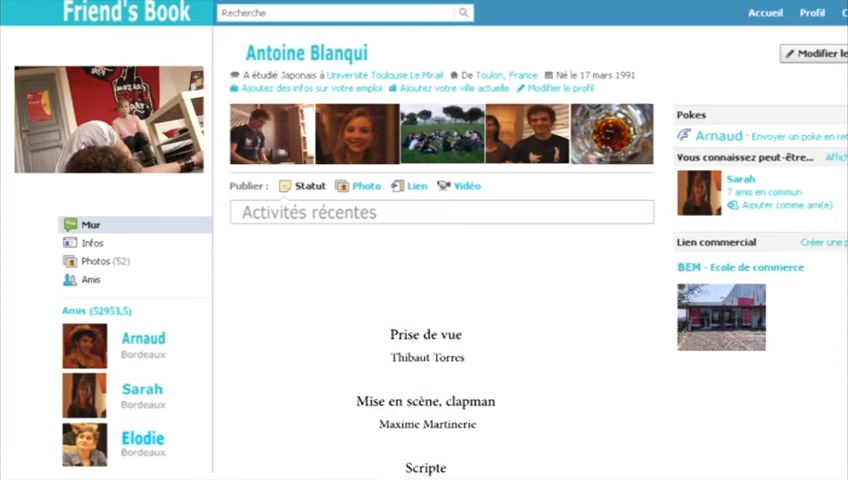 Friend's Book
Recherche
Accueil Profil C
Antoine Blanqui
Modifier le
A étudié Japonais à Université Toulouse Le Mirail De Toulon, France Né le 17 mars 1991
Ajoutez des infos sur votre emploi Ajoutez votre ville actuelle Modifier le profil
Publier : Statut Photo Lien Vidéo
Activités récentes
Mur
Infos
Photos (52)
Amis
Amis (52953,5)
Arnaud
Bordeaux
Sarah
Bordeaux
Elodie
Bordeaux
Prise de vue
Thibaut Torres
Mise en scène, clapman
Maxime Martinerie
Scripte
Pokes
Arnaud - Envoyer un poke en ret
Vous connaissez peut-être... Affich
Sarah
7 amis en commun
Ajouter comme ami(e)
Lien commercial Créer une p
BEM - Ecole de commerce